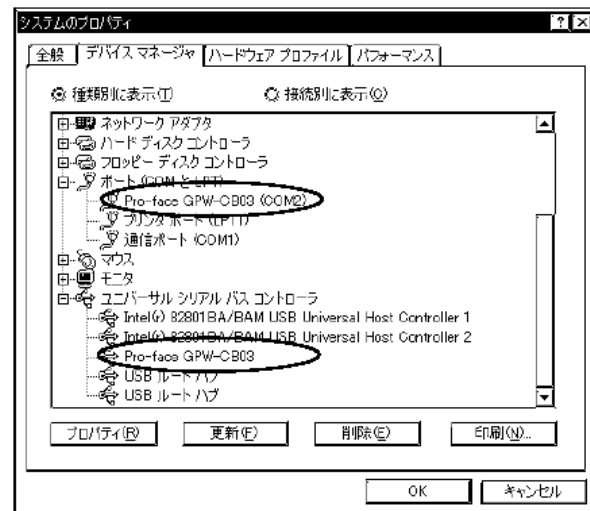 システムのプロパティ
全般 デバイス マネージャ ハードウェア プロファイル パフォーマンス
種類別に表示(T) 接続別に表示(C)
ネットワーク アダプタ
ハード ディスク コントローラ
フロッピー ディスク コントローラ
ポート (COM と LPT)
Pro-face GPW-CB03 (COM2)
プリンタ ポート (LPT1)
通信ポート (COM1)
マウス
モニタ
ユニバーサル シリアル バス コントローラ
Intel(r) 82801BA/BAM USB Universal Host Controller 1
Intel(r) 82801BA/BAM USB Universal Host Controller 2
Pro-face GPW-CB03
USB ルート ハブ
USB ルート ハブ
プロパティ(R) 更新(F) 削除(E) 印刷(N)...
OK キャンセル